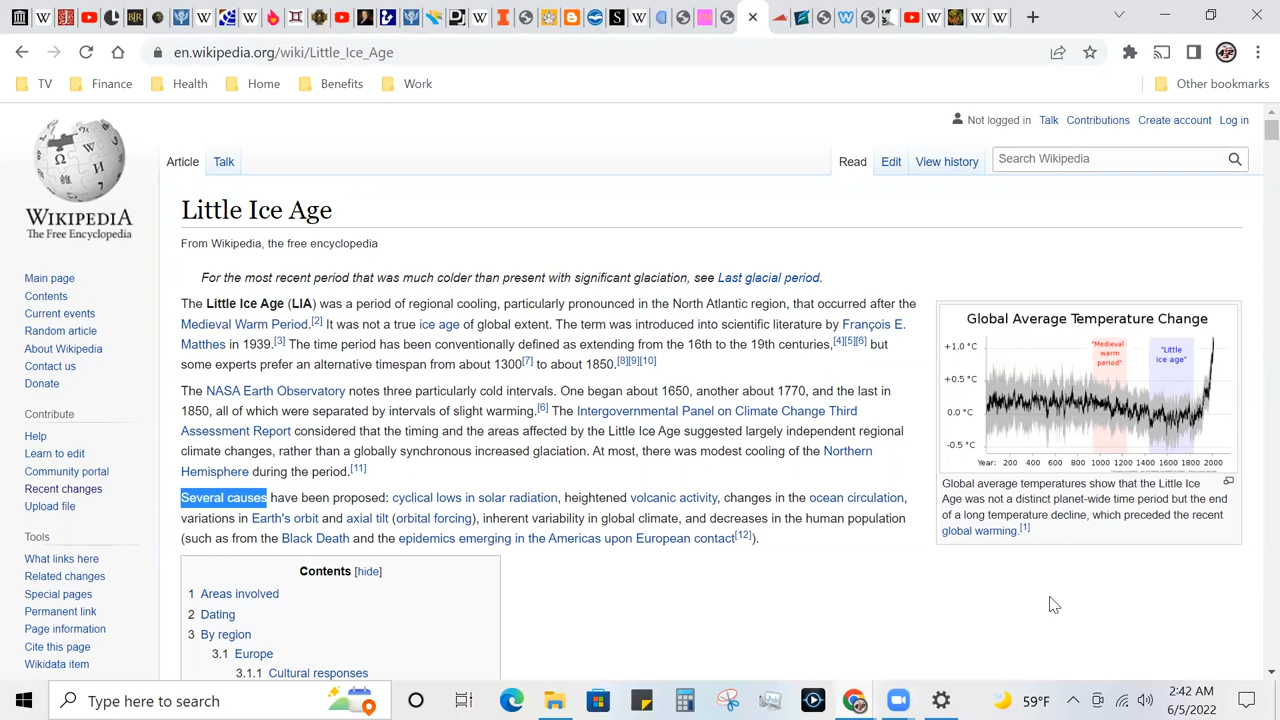 en.wikipedia.org/wiki/Little_Ice_Age
TV Finance Health Home Benefits Work Other bookmarks
Not logged in Talk Contributions Create account Log in
Article Talk Read Edit View history Search Wikipedia
WIKIPEDIA
The Free Encyclopedia
Main page
Contents
Current events
Random article
About Wikipedia
Contact us
Donate
Contribute
Help
Learn to edit
Community portal
Recent changes
Upload file
Tools
What links here
Related changes
Special pages
Permanent link
Page information
Cite this page
Wikidata item
Little Ice Age
From Wikipedia, the free encyclopedia
For the most recent period that was much colder than present with significant glaciation, see Last glacial period.
The Little Ice Age (LIA) was a period of regional cooling, particularly pronounced in the North Atlantic region, that occurred after the
Medieval Warm Period.[2] It was not a true ice age of global extent. The term was introduced into scientific literature by François E.
Matthes in 1939.[3] The time period has been conventionally defined as extending from the 16th to the 19th centuries,[4][5][6] but
some experts prefer an alternative timespan from about 1300[7] to about 1850.[8][9][10]
The NASA Earth Observatory notes three particularly cold intervals. One began about 1650, another about 1770, and the last in
1850, all of which were separated by intervals of slight warming.[6] The Intergovernmental Panel on Climate Change Third
Assessment Report considered that the timing and the areas affected by the Little Ice Age suggested largely independent regional
climate changes, rather than a globally synchronous increased glaciation. At most, there was modest cooling of the Northern
Hemisphere during the period.[11]
Several causes have been proposed: cyclical lows in solar radiation, heightened volcanic activity, changes in the ocean circulation,
variations in Earth's orbit and axial tilt (orbital forcing), inherent variability in global climate, and decreases in the human population
(such as from the Black Death and the epidemics emerging in the Americas upon European contact[12]).
Contents [hide]
1 Areas involved
2 Dating
3 By region
3.1 Europe
3.1.1 Cultural responses
Global Average Temperature Change
+1.0 °C
+0.5 °C
0.0 °C
-0.5 °C
"Medieval
warm
period"
"Little
ice age"
Year: 200 400 600 800 1000 1200 1400 1600 1800 2000
Global average temperatures show that the Little Ice
Age was not a distinct planet-wide time period but the end
of a long temperature decline, which preceded the recent
global warming.[1]
Type here to search
59°F
2:42 AM
6/5/2022